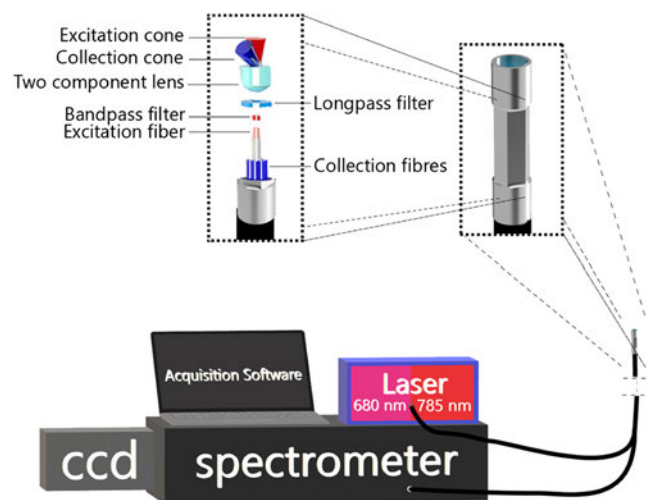 Excitation cone
Collection cone
Two component lens
Longpass filter
Bandpass filter
Excitation fiber
Collection fibres
Acquisition Software
Laser
680 nm 785 nm
ccd
spectrometer